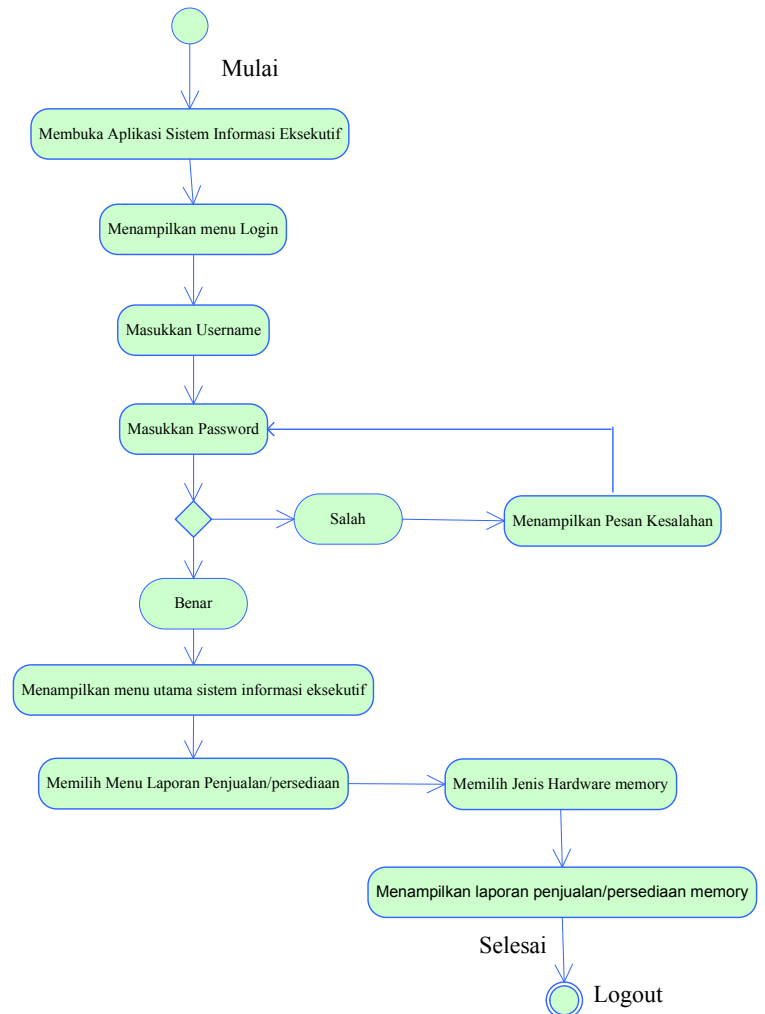 Mulai
Membuka Aplikasi Sistem Informasi Eksekutif
Menampilkan menu Login
Masukkan Username
Masukkan Password
Salah
Menampilkan Pesan Kesalahan
Benar
Menampilkan menu utama sistem informasi eksekutif
Memilih Menu Laporan Penjualan/persediaan
Memilih Jenis Hardware memory
Menampilkan laporan penjualan/persediaan memory
Selesai
Logout